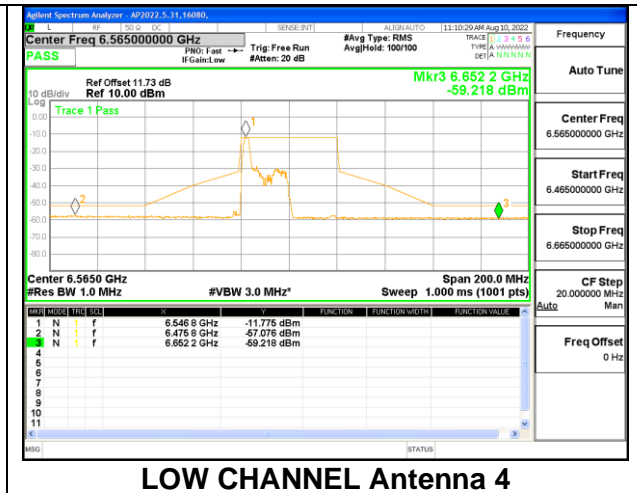 Agilent Spectrum Analyzer - AP2022.5.31,16080,
L RF 50 Ω DC SENSE:INT ALIGN AUTO 11:10:29 AM Aug 10, 2022
Center Freq 6.565000000 GHz #Avg Type: RMS TRACE 1 2 3 4 5 6
PASS PNO: Fast Trig: Free Run Avg|Hold: 100/100 TYPE A WWWWW
IFGain:Low #Atten: 20 dB DET A N N N N N
Frequency
Auto Tune
Center Freq
6.565000000 GHz
Start Freq
6.465000000 GHz
Stop Freq
6.665000000 GHz
CF Step
20.000000 MHz
Auto Man
Freq Offset
0 Hz
Mkr3 6.652 2 GHz
-59.218 dBm
Ref Offset 11.73 dB
10 dB/div Ref 10.00 dBm
Log
Trace 1 Pass
0.00
-10.0
-20.0
-30.0
-40.0
-50.0
-60.0
-70.0
-80.0
1
2
3
Center 6.5650 GHz Span 200.0 MHz
#Res BW 1.0 MHz #VBW 3.0 MHz* Sweep 1.000 ms (1001 pts)
MKR MODE TRC SCL X Y FUNCTION FUNCTION WIDTH FUNCTION VALUE
1 N 1 f 6.546 8 GHz -11.775 dBm
2 N 1 f 6.475 8 GHz -57.076 dBm
3 N 1 f 6.652 2 GHz -59.218 dBm
4
5
6
7
8
9
10
11
MSG STATUS
LOW CHANNEL Antenna 4